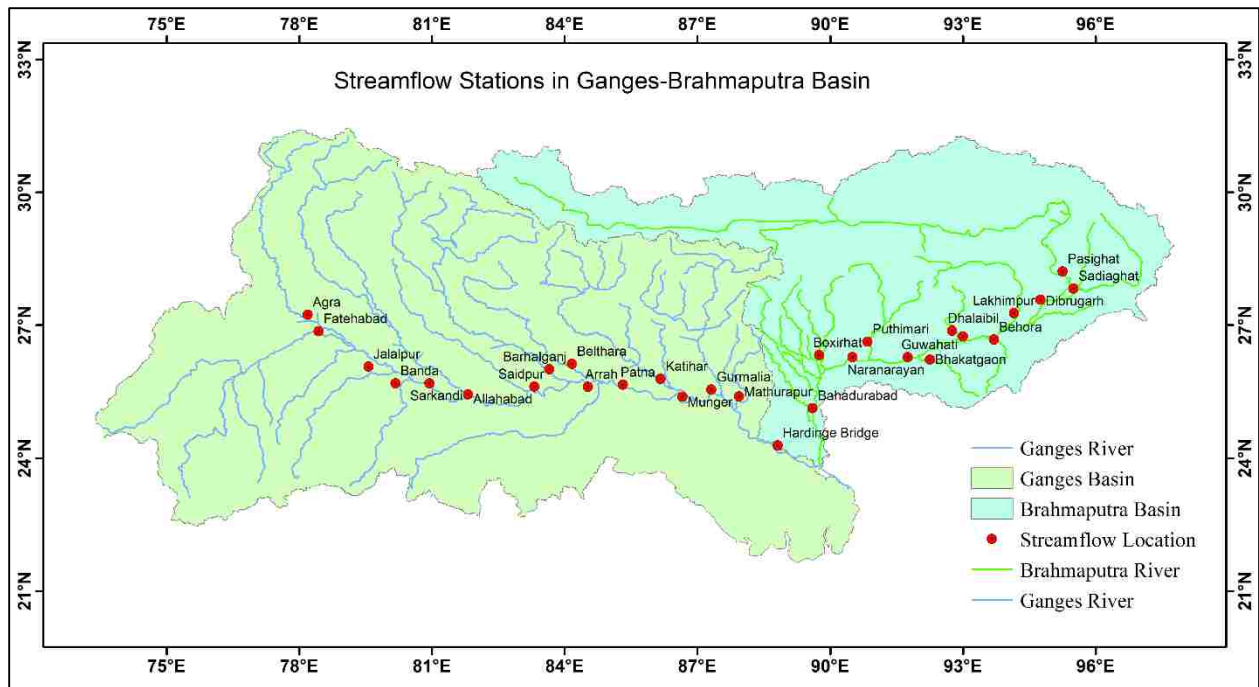 75°E 78°E 81°E 84°E 87°E 90°E 93°E 96°E
33°N 33°N
Streamflow Stations in Ganges-Brahmaputra Basin
30°N 30°N
Pasighat
Sadiaghat
Lakhimpur Dibrugarh
Agra
Fatehabad
27°N 27°N
Dhalaibil Behora
Puthimari
Boxirhat Guwahati
Naranarayan Bhakatgaon
Jalalpur
Banda
Sarkandi Allahabad
Barhalganj Belthara
Saidpur Arrah Patna Katihar
Munger Gurmalia
Mathurapur Bahadurabad
Hardinge Bridge
24°N 24°N
Ganges River
Ganges Basin
Brahmaputra Basin
Streamflow Location
Brahmaputra River
Ganges River
21°N 21°N
75°E 78°E 81°E 84°E 87°E 90°E 93°E 96°E